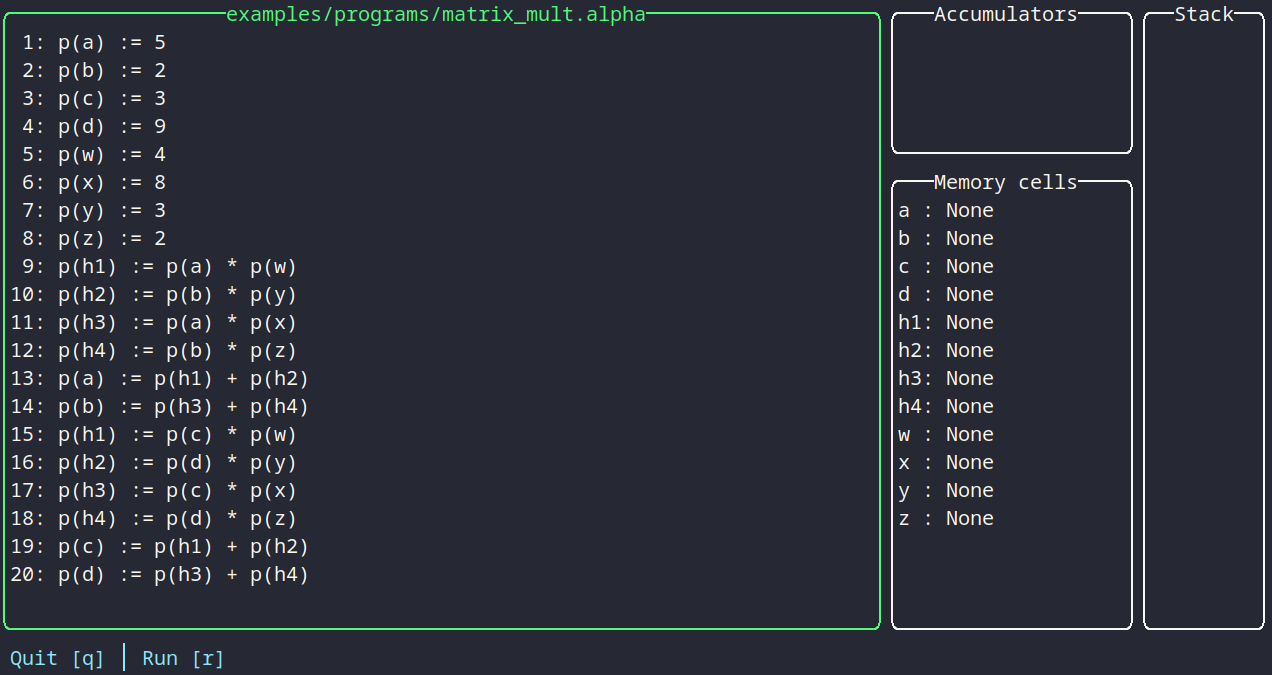 examples/programs/matrix_mult.alpha
1: p(a) := 5
2: p(b) := 2
3: p(c) := 3
4: p(d) := 9
5: p(w) := 4
6: p(x) := 8
7: p(y) := 3
8: p(z) := 2
9: p(h1) := p(a) * p(w)
10: p(h2) := p(b) * p(y)
11: p(h3) := p(a) * p(x)
12: p(h4) := p(b) * p(z)
13: p(a) := p(h1) + p(h2)
14: p(b) := p(h3) + p(h4)
15: p(h1) := p(c) * p(w)
16: p(h2) := p(d) * p(y)
17: p(h3) := p(c) * p(x)
18: p(h4) := p(d) * p(z)
19: p(c) := p(h1) + p(h2)
20: p(d) := p(h3) + p(h4)
Accumulators
Memory cells
a : None
b : None
c : None
d : None
h1: None
h2: None
h3: None
h4: None
w : None
x : None
y : None
z : None
Stack
Quit [q] │ Run [r]